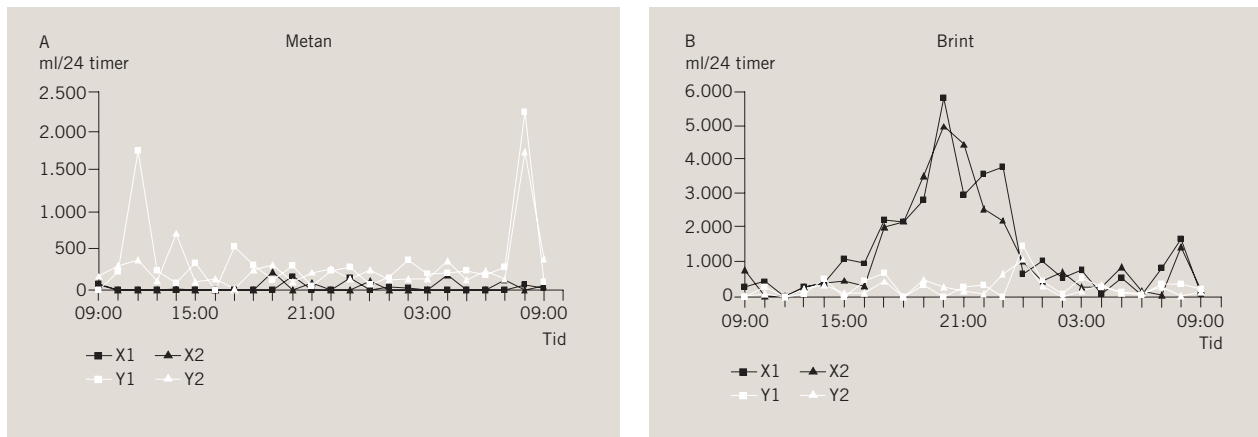 A
Metan
ml/24 timer
2.500
2.000
1.500
1.000
500
0
09:00 15:00 21:00 03:00 09:00
Tid
X1 X2
Y1 Y2
B
Brint
ml/24 timer
6.000
5.000
4.000
3.000
2.000
1.000
0
09:00 15:00 21:00 03:00 09:00
Tid
X1 X2
Y1 Y2